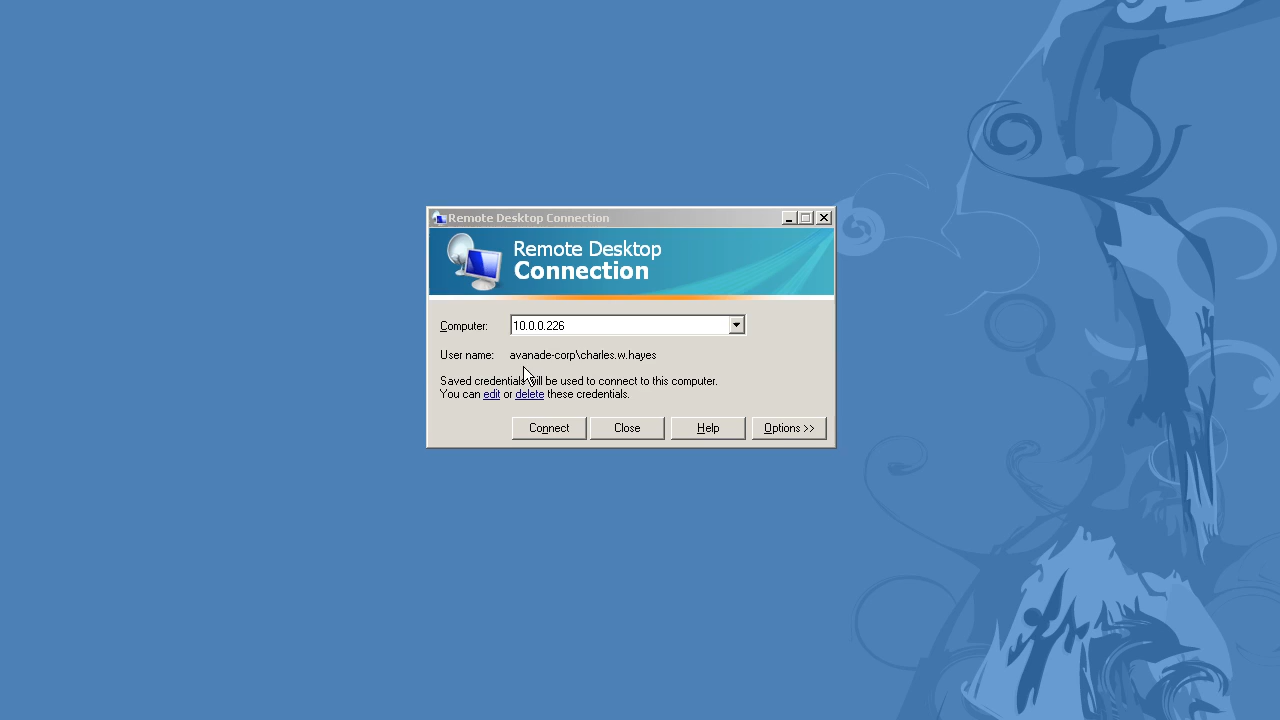 Remote Desktop Connection
Remote Desktop
Connection
Computer: 10.0.0.226
User name: avanade-corp\charles.w.hayes
Saved credentials will be used to connect to this computer.
You can edit or delete these credentials.
Connect Close Help Options >>